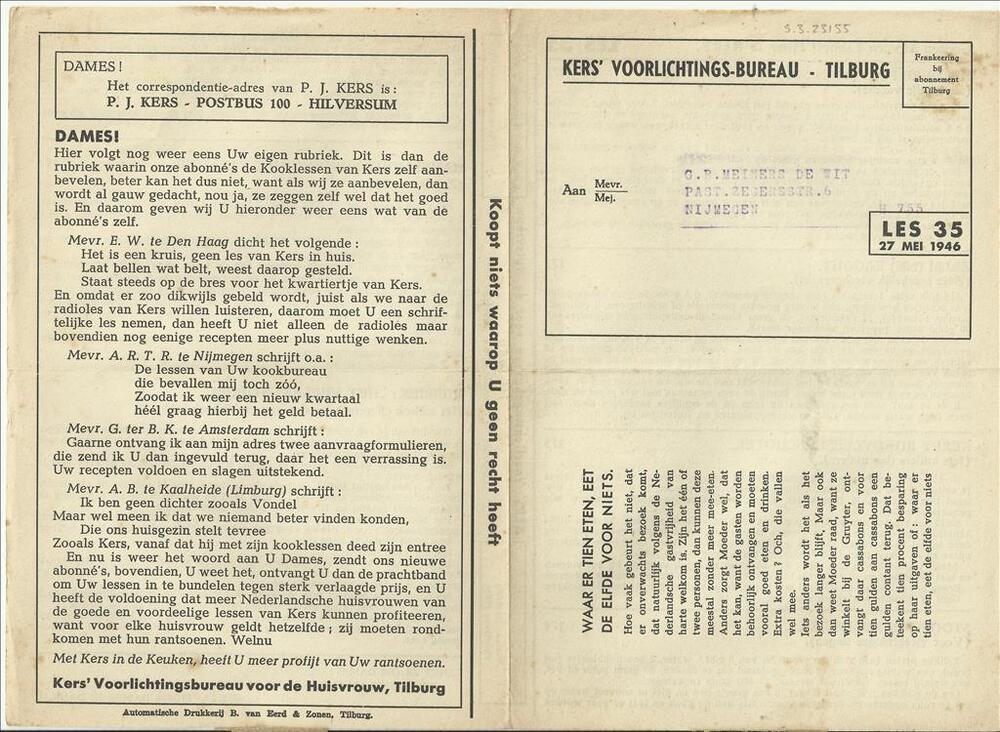 DAMES!
Het correspondentie-adres van P. J. KERS is:
P. J. KERS - POSTBUS 100 - HILVERSUM
DAMES!
Hier volgt nog weer eens Uw eigen rubriek. Dit is dan de
rubriek waarin onze abonné's de Kooklessen van Kers zelf aan-
bevelen, beter kan het dus niet, want als wij ze aanbevelen, dan
wordt al gauw gedacht, nou ja, ze zeggen zelf wel dat het goed
is. En daarom geven wij U hieronder weer eens wat van de
abonné's zelf.
Mevr. E. W. te Den Haag dicht het volgende :
Het is een kruis, geen les van Kers in huis.
Laat bellen wat belt, weest daarop gesteld.
Staat steeds op de bres voor het kwartiertje van Kers.
En omdat er zoo dikwijls gebeld wordt, juist als we naar de
radioles van Kers willen luisteren, daarom moet U een schrif-
telijke les nemen, dan heeft U niet alleen de radioles maar
bovendien nog eenige recepten meer plus nuttige wenken.
Mevr. A. R. T. R. te Nijmegen schrijft o.a. :
De lessen van Uw kookbureau
die bevallen mij toch zóó,
Zoodat ik weer een nieuw kwartaal
héél graag hierbij het geld betaal.
Mevr. G. ter B. K. te Amsterdam schrijft :
Gaarne ontvang ik aan mijn adres twee aanvraagformulieren,
die zend ik U dan ingevuld terug, daar het een verrassing is.
Uw recepten voldoen en slagen uitstekend.
Mevr. A. B. te Kaalheide (Limburg) schrijft :
Ik ben geen dichter zooals Vondel
Maar wel meen ik dat we niemand beter vinden konden,
Die ons huisgezin stelt tevree
Zooals Kers, vanaf dat hij met zijn kooklessen deed zijn entree
En nu is weer het woord aan U Dames, zendt ons nieuwe
abonné's, bovendien, U weet het, ontvangt U dan de prachtband
om Uw lessen in te bundelen tegen sterk verlaagde prijs, en U
heeft de voldoening dat meer Nederlandsche huisvrouwen van
de goede en voordeelige lessen van Kers kunnen profiteeren,
want voor elke huisvrouw geldt hetzelfde ; zij moeten rond-
komen met hun rantsoenen. Welnu
Met Kers in de Keuken, heeft U meer profijt van Uw rantsoenen.
Kers' Voorlichtingsbureau voor de Huisvrouw, Tilburg
Automatische Drukkerij B. van Eerd & Zonen, Tilburg.
Koopt niets waarop U geen recht heeft
S.3.23155
KERS' VOORLICHTINGS-BUREAU - TILBURG
Frankeering
bij
abonnement
Tilburg
Aan Mevr.
Mej.
G.P.MEINERS DE WIT
PAST.ZEGERSSTR.6
NIJMEGEN H 755
LES 35
27 MEI 1946
WAAR ER TIEN ETEN, EET
DE ELFDE VOOR NIETS.
Hoe vaak gebeurt het niet, dat
er onverwachts bezoek komt,
dat natuurlijk volgens de Ne-
derlandsche gastvrijheid van
harte welkom is. Zijn het één of
twee personen, dan kunnen deze
meestal zonder meer mee-eten.
Anders zorgt Moeder wel, dat
het kan, want de gasten worden
behoorlijk ontvangen en moeten
vooral goed eten en drinken.
Extra kosten ? Och, die vallen
wel mee.
Iets anders wordt het als het
bezoek langer blijft. Maar ook
dan weet Moeder raad, want ze
winkelt bij de Gruyter, ont-
vangt daar cassabons en voor
tien gulden aan cassabons een
gulden contant terug. Dat be-
teekent tien procent besparing
op haar uitgaven of : waar er
tien eten, eet de elfde voor niets